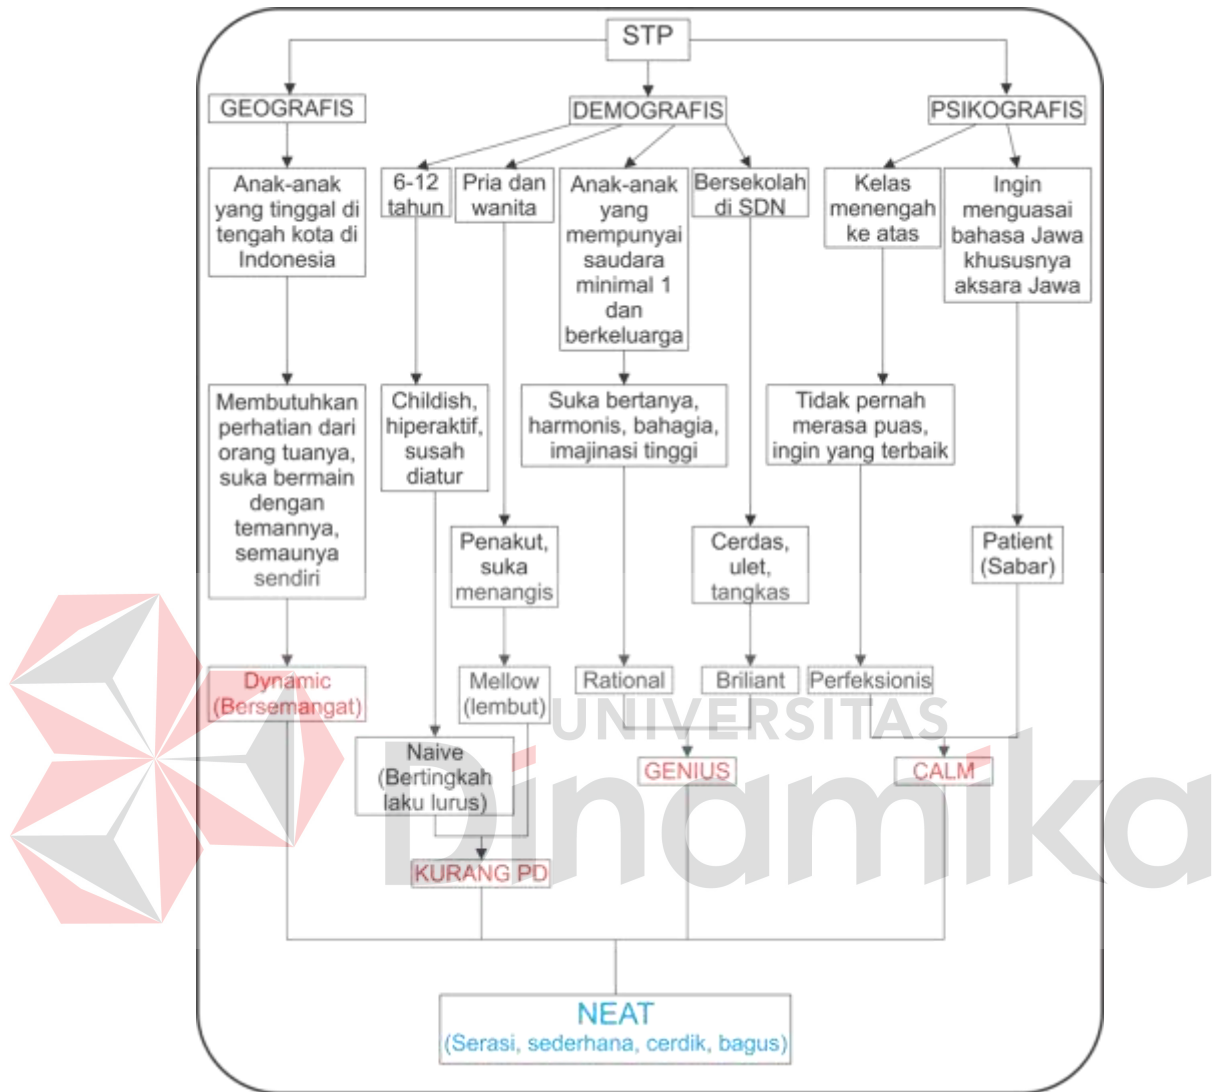 STP
GEOGRAFIS
DEMOGRAFIS
PSIKOGRAFIS
Anak-anak
yang tinggal di
tengah kota di
Indonesia
6-12
tahun
Pria dan
wanita
Anak-anak
yang
mempunyai
saudara
minimal 1
dan
berkeluarga
Bersekolah
di SDN
Kelas
menengah
ke atas
Ingin
menguasai
bahasa Jawa
khususnya
aksara Jawa
Membutuhkan
perhatian dari
orang tuanya,
suka bermain
dengan
temannya,
semaunya
sendiri
Childish,
hiperaktif,
susah
diatur
Suka bertanya,
harmonis, bahagia,
imajinasi tinggi
Tidak pernah
merasa puas,
ingin yang terbaik
Penakut,
suka
menangis
Cerdas,
ulet,
tangkas
Patient
(Sabar)
Dynamic
(Bersemangat)
Mellow
(lembut)
Rational
Briliant
Perfeksionis
UNIVERSITAS
Dinamika
Naive
(Bertingkah
laku lurus)
GENIUS
CALM
KURANG PD
NEAT
(Serasi, sederhana, cerdik, bagus)